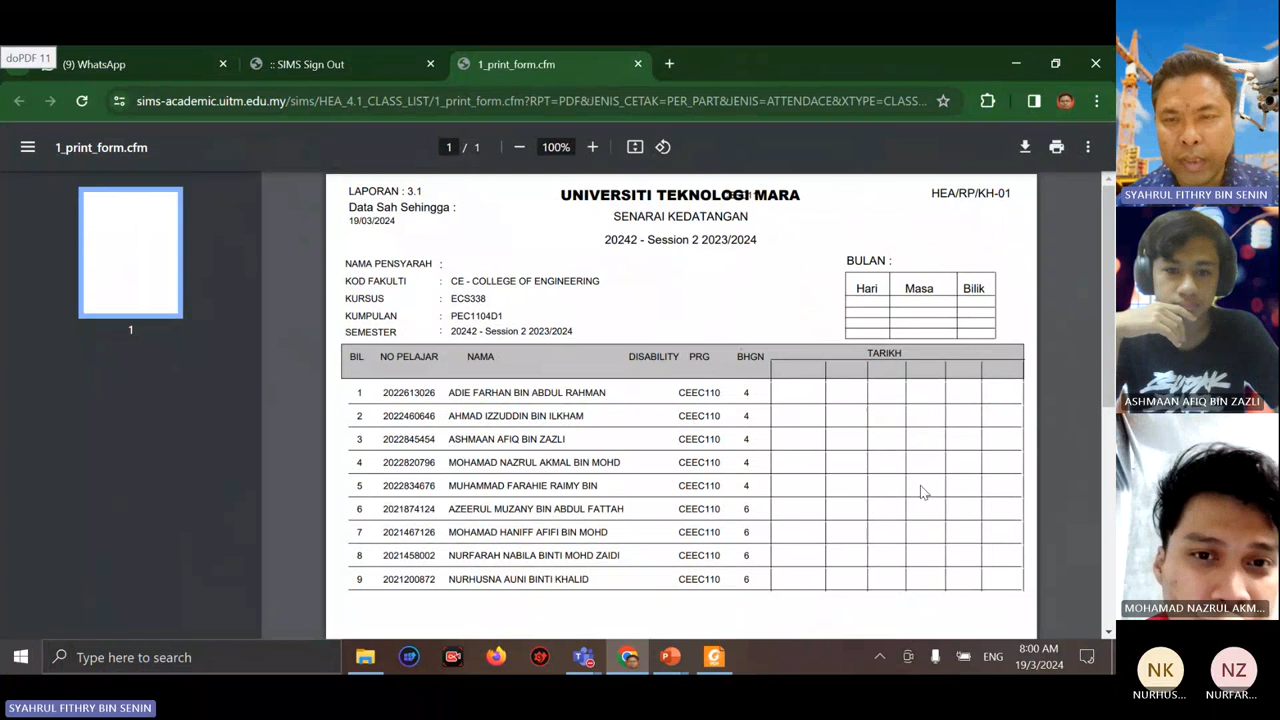 doPDF 11
(9) WhatsApp
:: SIMS Sign Out
1_print_form.cfm
sims-academic.uitm.edu.my/sims/HEA_4.1_CLASS_LIST/1_print_form.cfm?RPT=PDF&JENIS_CETAK=PER_PART&JENIS=ATTENDACE&XTYPE=CLASS...
1_print_form.cfm
1 / 1
100%
1
LAPORAN : 3.1
UNIVERSITI TEKNOLOGI MARA
HEA/RP/KH-01
Data Sah Sehingga :
SENARAI KEDATANGAN
19/03/2024
20242 - Session 2 2023/2024
NAMA PENSYARAH :
BULAN :
KOD FAKULTI : CE - COLLEGE OF ENGINEERING
Hari Masa Bilik
KURSUS : ECS338
KUMPULAN : PEC1104D1
SEMESTER : 20242 - Session 2 2023/2024
BIL NO PELAJAR NAMA DISABILITY PRG BHGN TARIKH
1 2022613026 ADIE FARHAN BIN ABDUL RAHMAN CEEC110 4
2 2022460646 AHMAD IZZUDDIN BIN ILKHAM CEEC110 4
3 2022845454 ASHMAAN AFIQ BIN ZAZLI CEEC110 4
4 2022820796 MOHAMAD NAZRUL AKMAL BIN MOHD CEEC110 4
5 2022834676 MUHAMMAD FARAHIE RAIMY BIN CEEC110 4
6 2021874124 AZEERUL MUZANY BIN ABDUL FATTAH CEEC110 6
7 2021467126 MOHAMAD HANIFF AFIFI BIN MOHD CEEC110 6
8 2021458002 NURFARAH NABILA BINTI MOHD ZAIDI CEEC110 6
9 2021200872 NURHUSNA AUNI BINTI KHALID CEEC110 6
Type here to search
ENG
8:00 AM
19/3/2024
SYAHRUL FITHRY BIN SENIN
SYAHRUL FITHRY BIN SENIN
ASHMAAN AFIQ BIN ZAZLI
MOHAMAD NAZRUL AKM...
NK
NURHUS...
NZ
NURFAR...